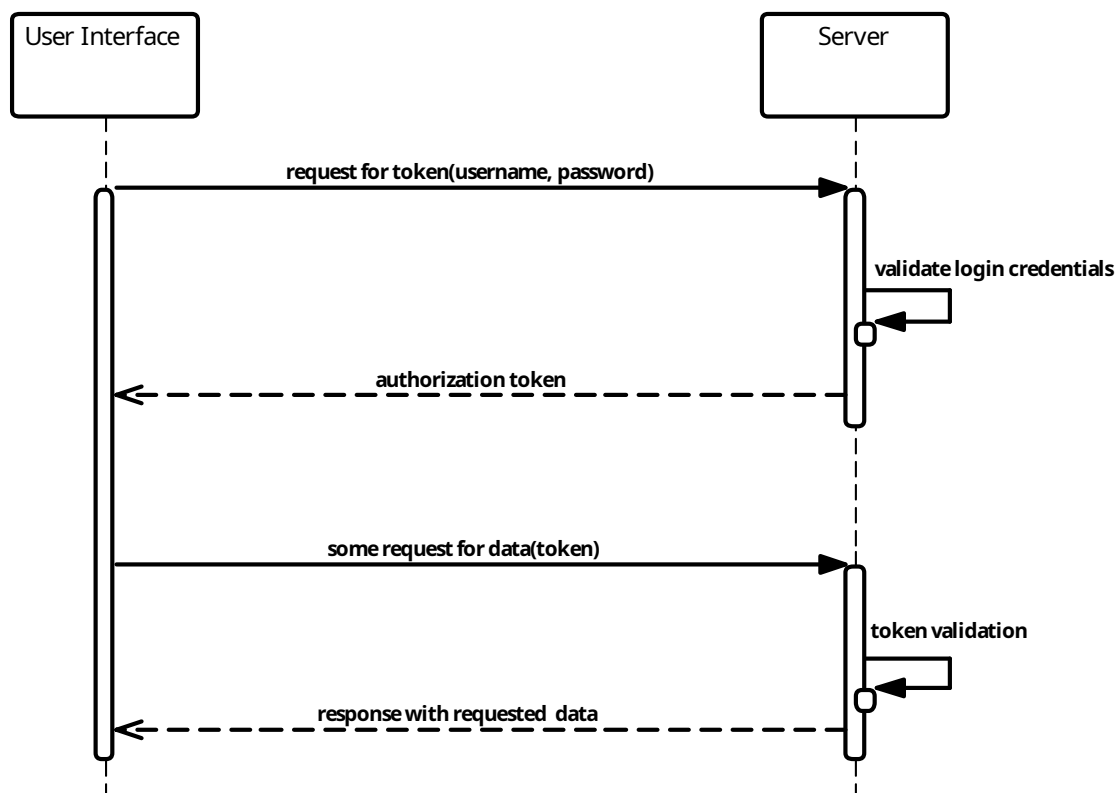 User Interface
Server
request for token(username, password)
validate login credentials
authorization token
some request for data(token)
token validation
response with requested  data